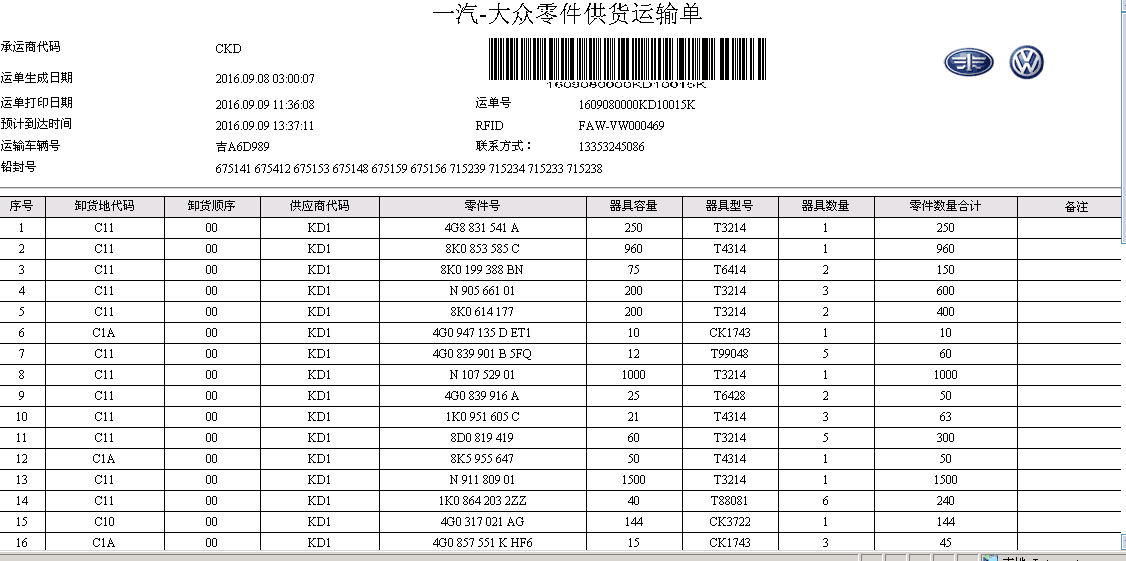 一汽-大众零件供货运输单
承运商代码 CKD
1609080000KD10015K
运单生成日期 2016.09.08 03:00:07
运单打印日期 2016.09.09 11:36:08 运单号 1609080000KD10015K
预计到达时间 2016.09.09 13:37:11 RFID FAW-VW000469
运输车辆号 吉A6D989 联系方式： 13353245086
铅封号 675141 675412 675153 675148 675159 675156 715239 715234 715233 715238
序号 卸货地代码 卸货顺序 供应商代码 零件号 器具容量 器具型号 器具数量 零件数量合计 备注
1 C11 00 KD1 4G8 831 541 A 250 T3214 1 250
2 C11 00 KD1 8K0 853 585 C 960 T4314 1 960
3 C11 00 KD1 8K0 199 388 BN 75 T6414 2 150
4 C11 00 KD1 N 905 661 01 200 T3214 3 600
5 C11 00 KD1 8K0 614 177 200 T3214 2 400
6 C1A 00 KD1 4G0 947 135 D ET1 10 CK1743 1 10
7 C11 00 KD1 4G0 839 901 B 5FQ 12 T99048 5 60
8 C11 00 KD1 N 107 529 01 1000 T3214 1 1000
9 C11 00 KD1 4G0 839 916 A 25 T6428 2 50
10 C11 00 KD1 1K0 951 605 C 21 T4314 3 63
11 C11 00 KD1 8D0 819 419 60 T3214 5 300
12 C1A 00 KD1 8K5 955 647 50 T4314 1 50
13 C11 00 KD1 N 911 809 01 1500 T3214 1 1500
14 C11 00 KD1 1K0 864 203 2ZZ 40 T88081 6 240
15 C10 00 KD1 4G0 317 021 AG 144 CK3722 1 144
16 C1A 00 KD1 4G0 857 551 K HF6 15 CK1743 3 45